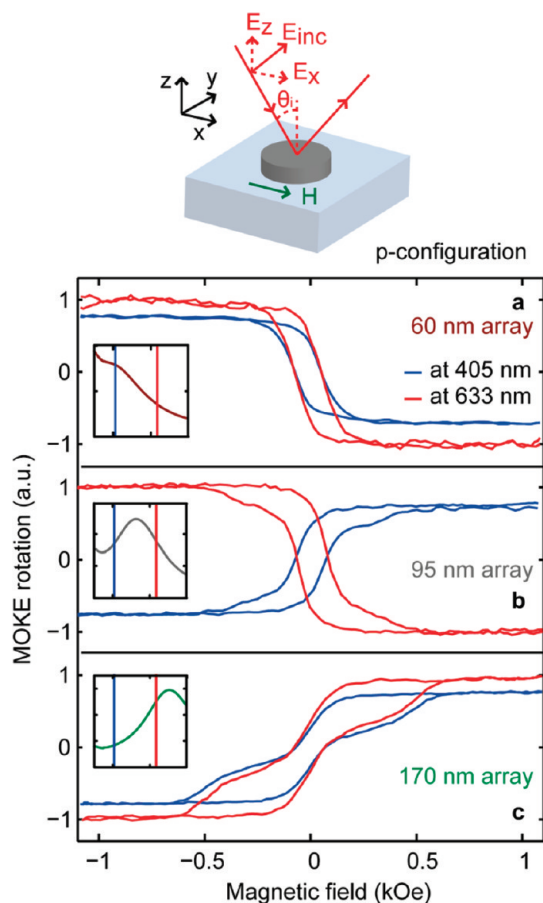 E_z
E_inc
E_x
θ_i
z
y
x
H
p-configuration
MOKE rotation (a.u.)
1
0
−1
a
60 nm array
at 405 nm
at 633 nm
1
0
−1
95 nm array
b
1
0
−1
170 nm array
c
−1
−0.5
0
0.5
1
Magnetic field (kOe)